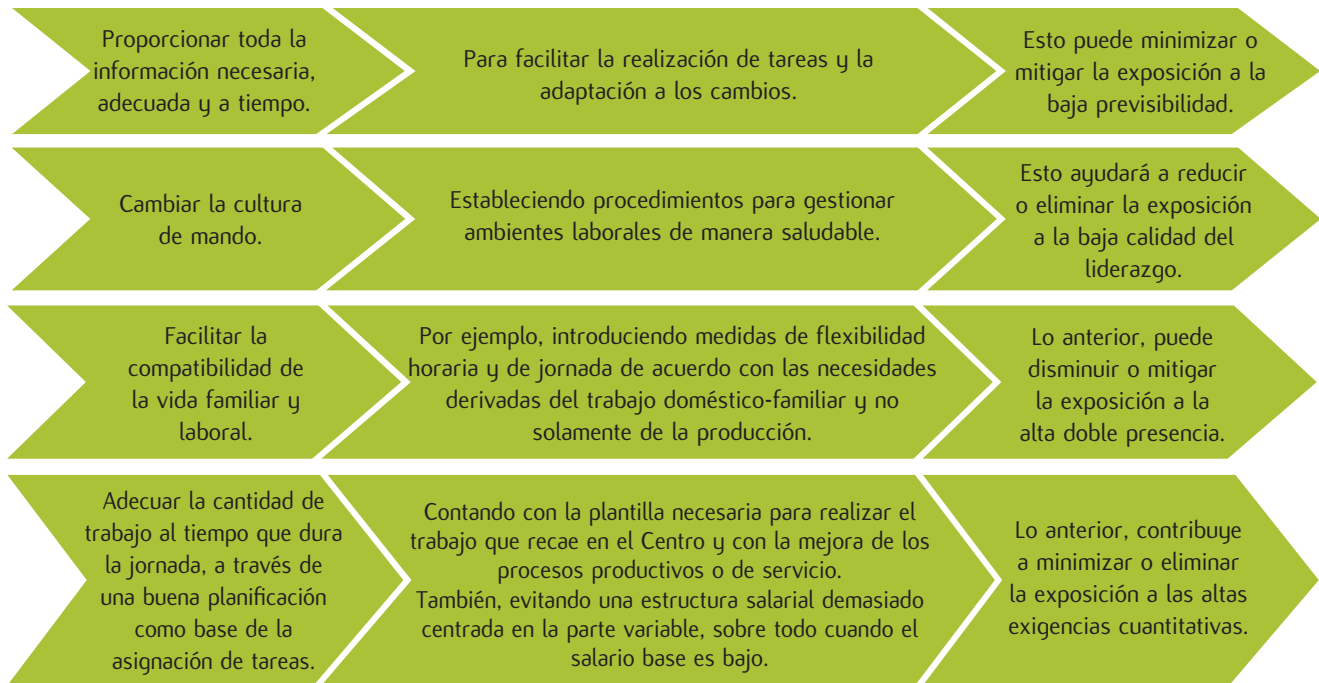 Proporcionar toda la
información necesaria,
adecuada y a tiempo.
Para facilitar la realización de tareas y la
adaptación a los cambios.
Esto puede minimizar o
mitigar la exposición a la
baja previsibilidad.
Cambiar la cultura
de mando.
Estableciendo procedimientos para gestionar
ambientes laborales de manera saludable.
Esto ayudará a reducir
o eliminar la exposición
a la baja calidad del
liderazgo.
Facilitar la
compatibilidad de
la vida familiar y
laboral.
Por ejemplo, introduciendo medidas de flexibilidad
horaria y de jornada de acuerdo con las necesidades
derivadas del trabajo doméstico-familiar y no
solamente de la producción.
Lo anterior, puede
disminuir o mitigar
la exposición a la
alta doble presencia.
Adecuar la cantidad de
trabajo al tiempo que dura
la jornada, a través de
una buena planificación
como base de la
asignación de tareas.
Contando con la plantilla necesaria para realizar el
trabajo que recae en el Centro y con la mejora de los
procesos productivos o de servicio.
También, evitando una estructura salarial demasiado
centrada en la parte variable, sobre todo cuando el
salario base es bajo.
Lo anterior, contribuye
a minimizar o eliminar
la exposición a las altas
exigencias cuantitativas.